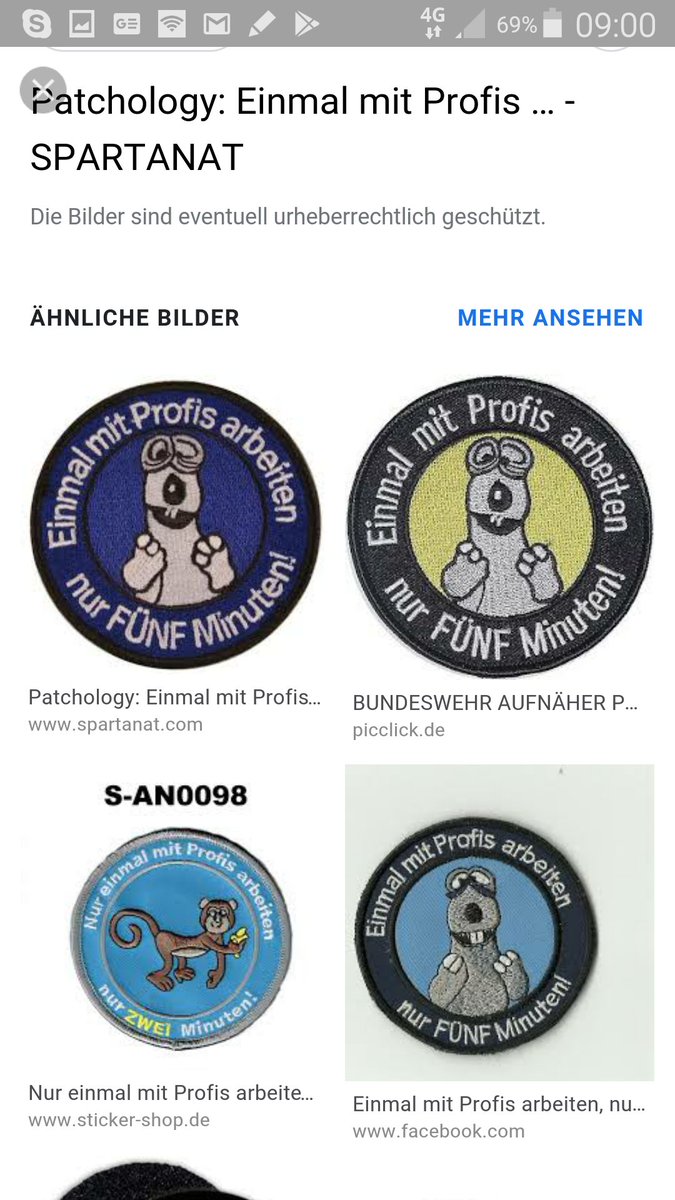 4G 69% 09:00
Patchology: Einmal mit Profis ... -
SPARTANAT
Die Bilder sind eventuell urheberrechtlich geschützt.
ÄHNLICHE BILDER MEHR ANSEHEN
Einmal mit Profis arbeiten
nur FÜNF Minuten!
Einmal mit Profis arbeiten
nur FÜNF Minuten!
Patchology: Einmal mit Profis...
www.spartanat.com
BUNDESWEHR AUFNÄHER P...
picclick.de
S-AN0098
Nur einmal mit Profis arbeiten
nur ZWEI Minuten!
Einmal mit Profis arbeiten
nur FÜNF Minuten!
Nur einmal mit Profis arbeite...
www.sticker-shop.de
Einmal mit Profis arbeiten, nu...
www.facebook.com